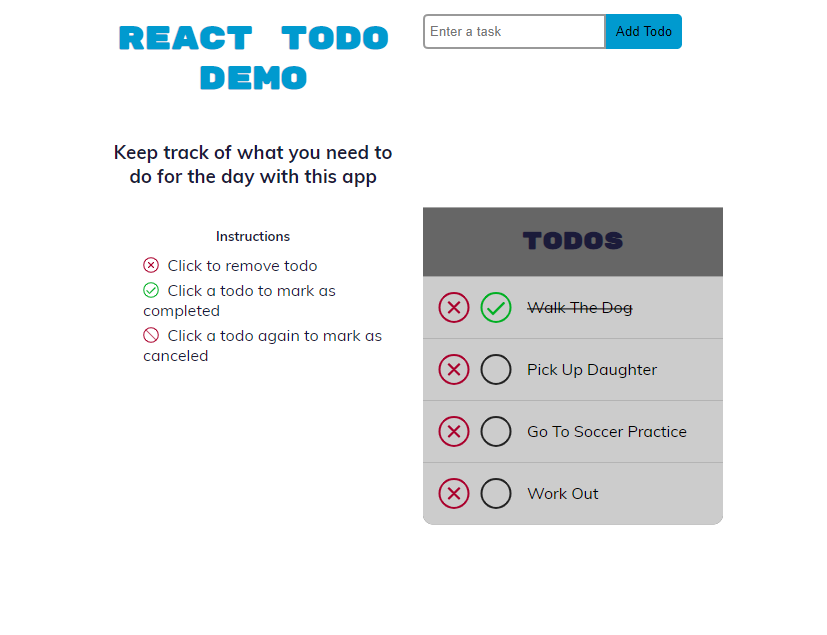 REACT TODO
DEMO
Keep track of what you need to
do for the day with this app
Instructions
Click to remove todo
Click a todo to mark as
completed
Click a todo again to mark as
canceled
Enter a task
Add Todo
TODOS
Walk The Dog
Pick Up Daughter
Go To Soccer Practice
Work Out